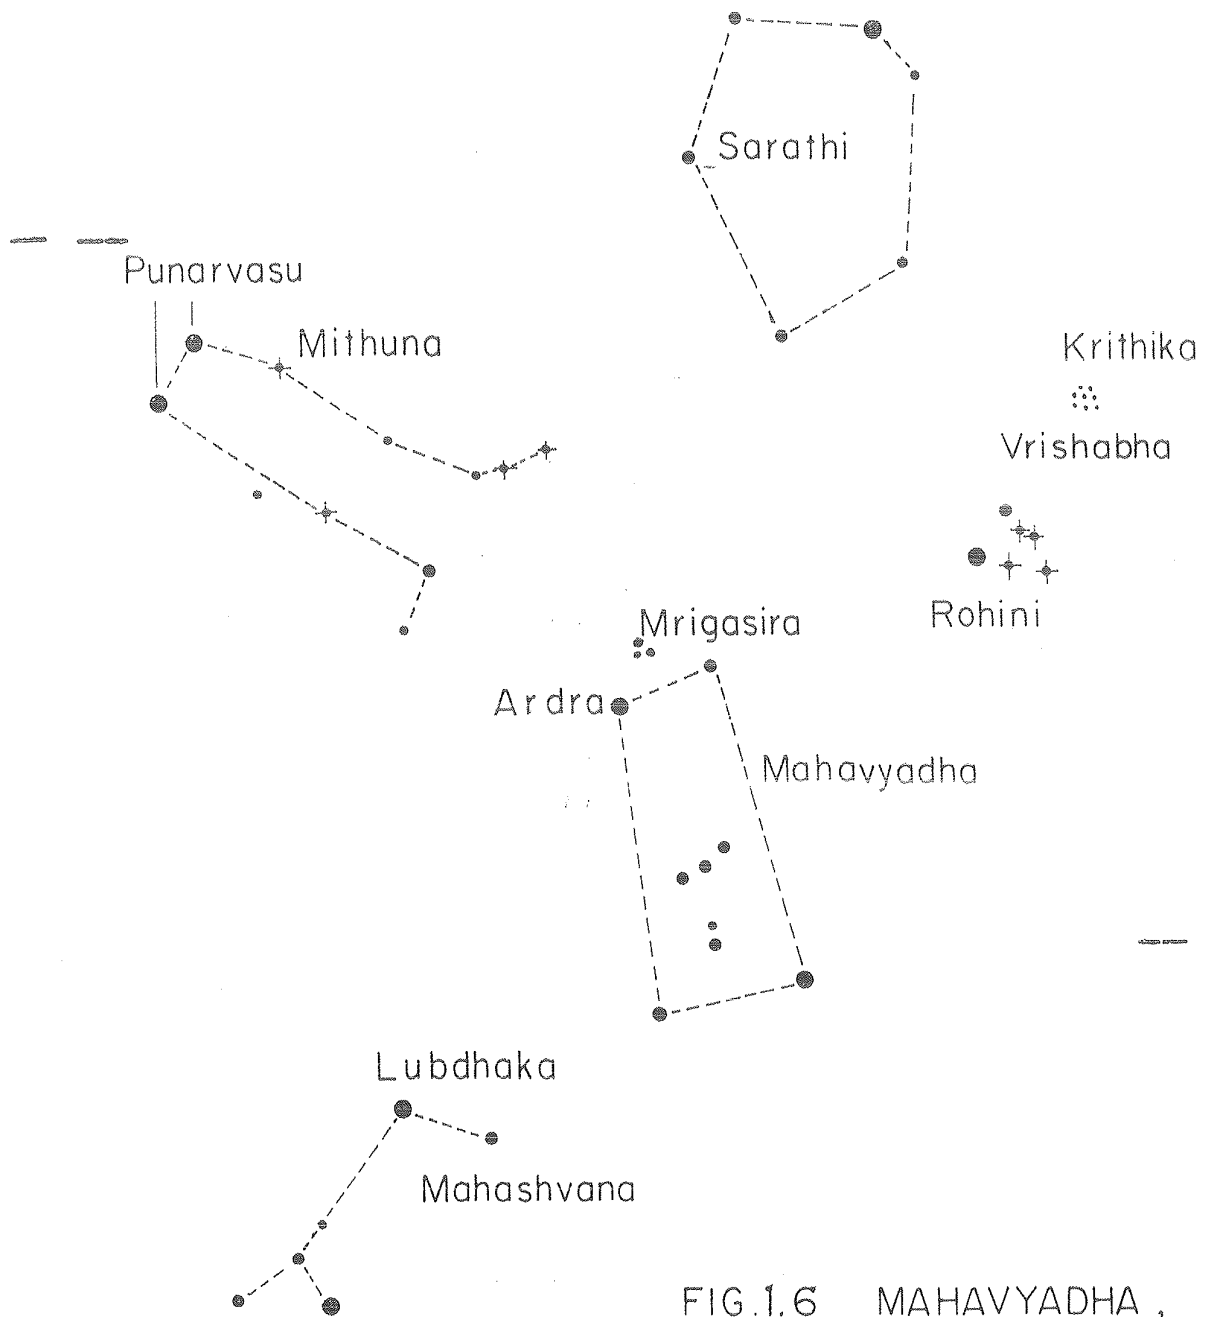 Sarathi
Punarvasu
Mithuna
Krithika
Vrishabha
Rohini
Mrigasira
Ardra
Mahavyadha
Lubdhaka
Mahashvana
FIG.1.6 MAHAVYADHA,